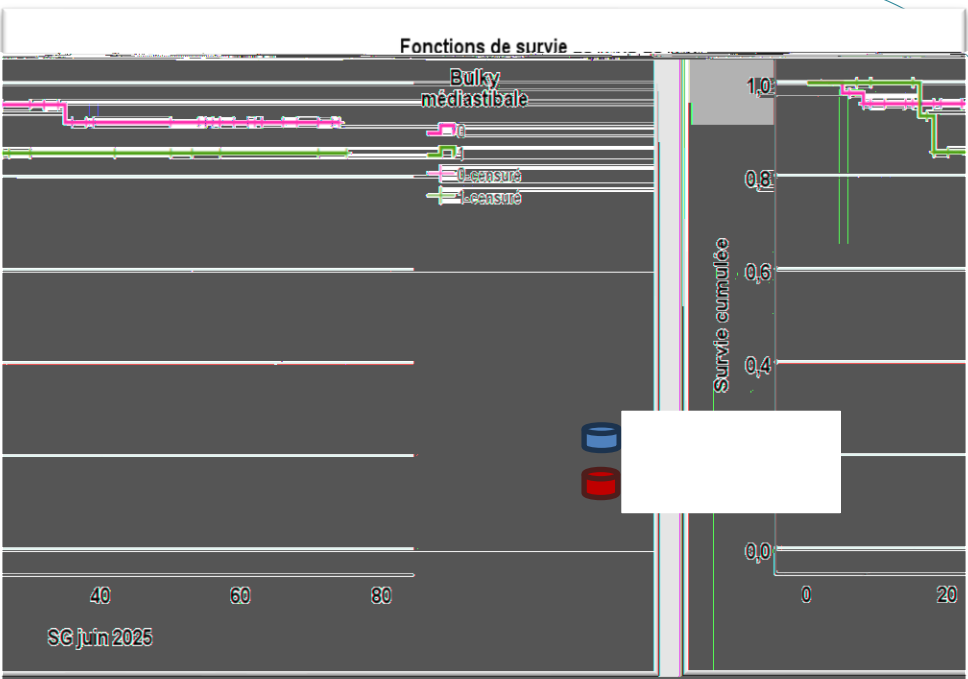 Fonctions de survie
Bulky
médiastibale
0
1
0-censuré
1-censuré
40
60
80
SG juin 2025
Survie cumulée
1,0
0,8
0,6
0,4
0,0
0
20